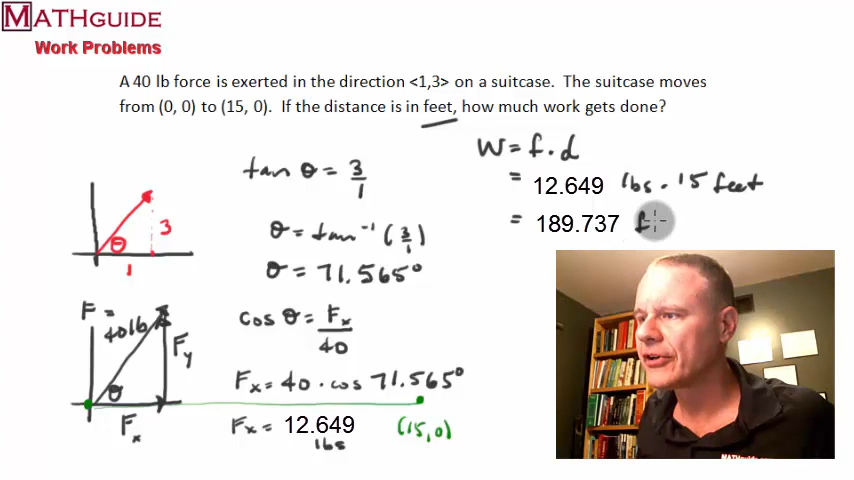 MATHGUIDE
Work Problems
A 40 lb force is exerted in the direction <1,3> on a suitcase. The suitcase moves
from (0, 0) to (15, 0). If the distance is in feet, how much work gets done?
W = f · d
= 12.649 lbs · 15 feet
= 189.737 f
tan θ = 3/1
θ = tan⁻¹ (3/1)
θ = 71.565°
θ
3
1
cos θ = Fx/40
Fx = 40 · cos 71.565°
Fx = 12.649
lbs
F =
40 lb
Fy
θ
Fx
(15, 0)